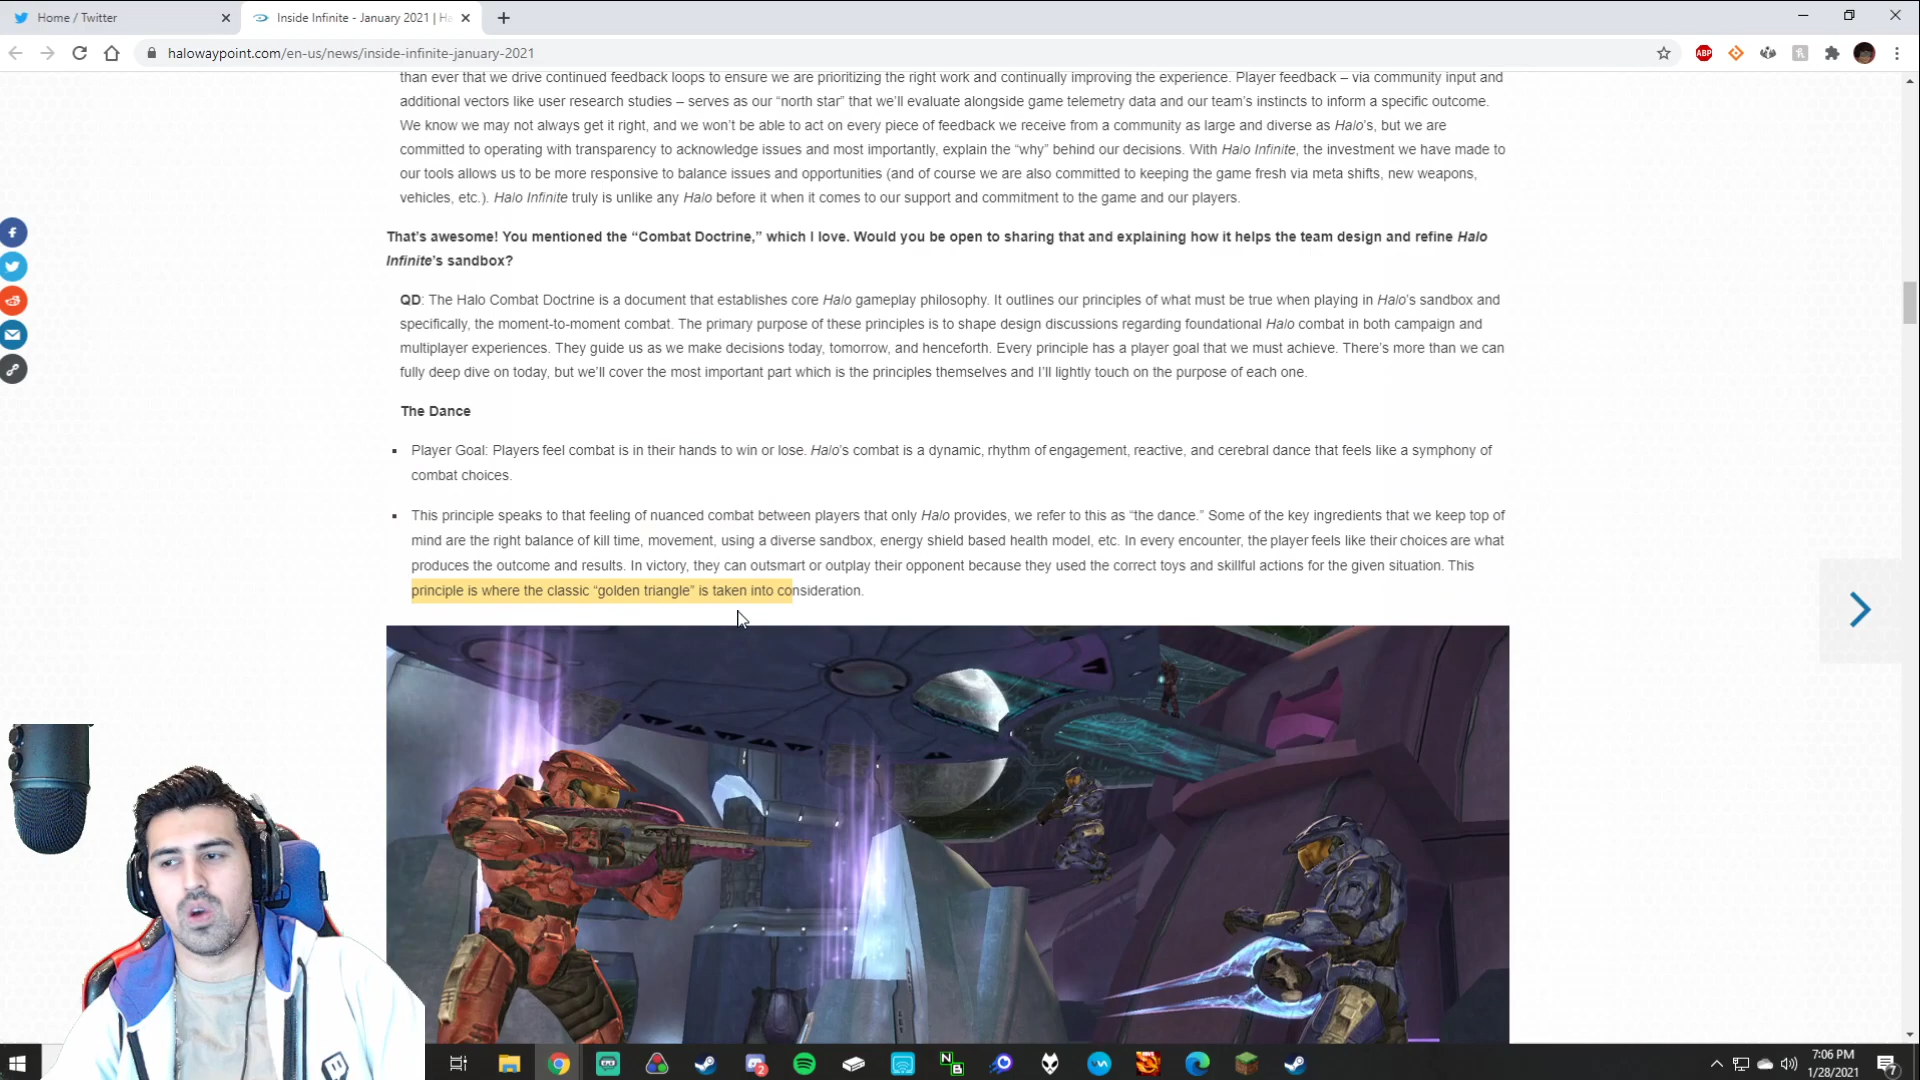 Home / Twitter
Inside Infinite - January 2021 | Ha
halowaypoint.com/en-us/news/inside-infinite-january-2021
ABP
than ever that we drive continued feedback loops to ensure we are prioritizing the right work and continually improving the experience. Player feedback – via community input and
additional vectors like user research studies – serves as our “north star” that we’ll evaluate alongside game telemetry data and our team’s instincts to inform a specific outcome.
We know we may not always get it right, and we won’t be able to act on every piece of feedback we receive from a community as large and diverse as Halo’s, but we are
committed to operating with transparency to acknowledge issues and most importantly, explain the “why” behind our decisions. With Halo Infinite, the investment we have made to
our tools allows us to be more responsive to balance issues and opportunities (and of course we are also committed to keeping the game fresh via meta shifts, new weapons,
vehicles, etc.). Halo Infinite truly is unlike any Halo before it when it comes to our support and commitment to the game and our players.
That’s awesome! You mentioned the “Combat Doctrine,” which I love. Would you be open to sharing that and explaining how it helps the team design and refine Halo
Infinite’s sandbox?
QD: The Halo Combat Doctrine is a document that establishes core Halo gameplay philosophy. It outlines our principles of what must be true when playing in Halo’s sandbox and
specifically, the moment-to-moment combat. The primary purpose of these principles is to shape design discussions regarding foundational Halo combat in both campaign and
multiplayer experiences. They guide us as we make decisions today, tomorrow, and henceforth. Every principle has a player goal that we must achieve. There’s more than we can
fully deep dive on today, but we’ll cover the most important part which is the principles themselves and I’ll lightly touch on the purpose of each one.
The Dance
▪ Player Goal: Players feel combat is in their hands to win or lose. Halo’s combat is a dynamic, rhythm of engagement, reactive, and cerebral dance that feels like a symphony of
combat choices.
▪ This principle speaks to that feeling of nuanced combat between players that only Halo provides, we refer to this as “the dance.” Some of the key ingredients that we keep top of
mind are the right balance of kill time, movement, using a diverse sandbox, energy shield based health model, etc. In every encounter, the player feels like their choices are what
produces the outcome and results. In victory, they can outsmart or outplay their opponent because they used the correct toys and skillful actions for the given situation. This
principle is where the classic “golden triangle” is taken into consideration.
2
N
B
7:06 PM
1/28/2021
7